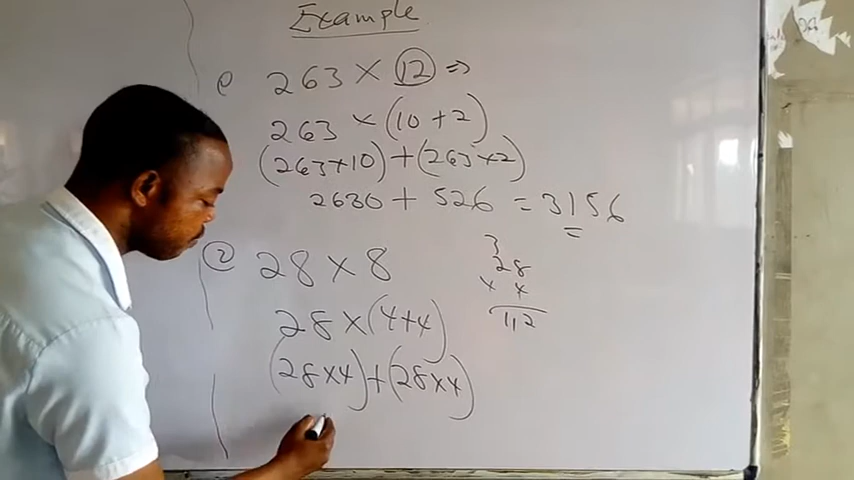 Example
① 263 × 12 ⇒
263 × (10 + 2)
(263×10) + (263×2)
2630 + 526 = 3156
② 28 × 8
28 × (4+4)
(28×4) + (28×4)
3
28
× 4
112